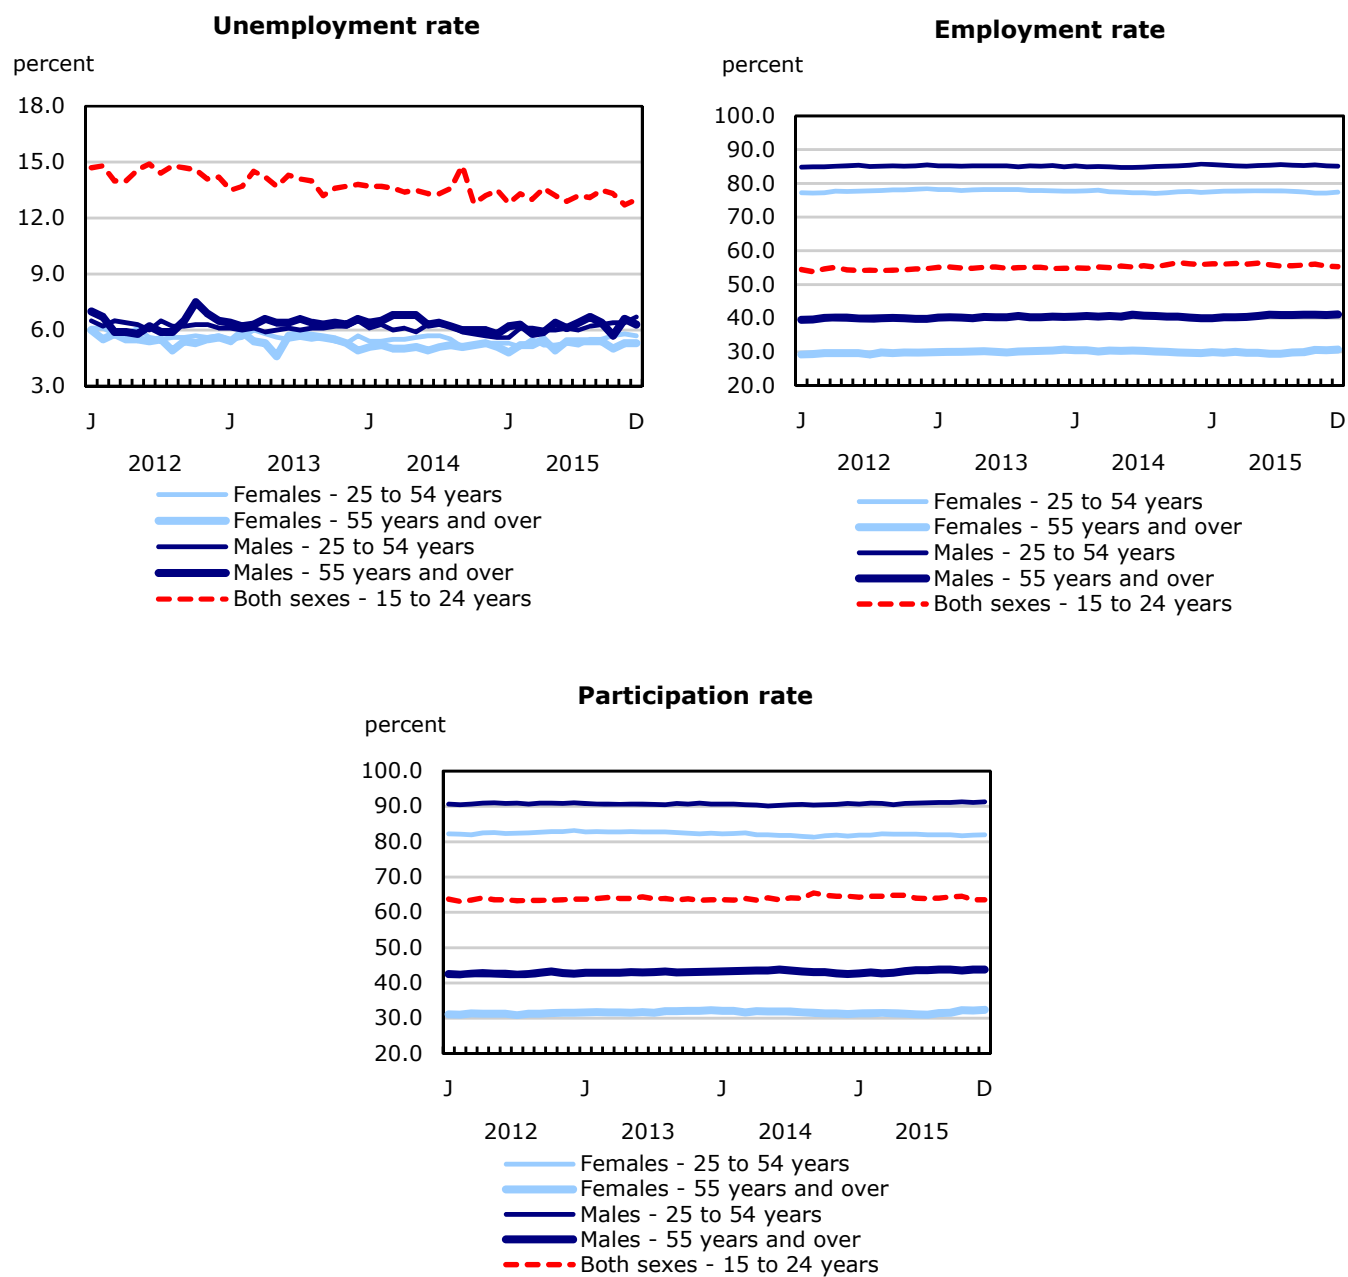 Unemployment rate
percent
18.0
15.0
12.0
9.0
6.0
3.0
J J J J D
2012 2013 2014 2015
Females - 25 to 54 years
Females - 55 years and over
Males - 25 to 54 years
Males - 55 years and over
Both sexes - 15 to 24 years
Employment rate
percent
100.0
90.0
80.0
70.0
60.0
50.0
40.0
30.0
20.0
J J J J D
2012 2013 2014 2015
Females - 25 to 54 years
Females - 55 years and over
Males - 25 to 54 years
Males - 55 years and over
Both sexes - 15 to 24 years
Participation rate
percent
100.0
90.0
80.0
70.0
60.0
50.0
40.0
30.0
20.0
J J J J D
2012 2013 2014 2015
Females - 25 to 54 years
Females - 55 years and over
Males - 25 to 54 years
Males - 55 years and over
Both sexes - 15 to 24 years